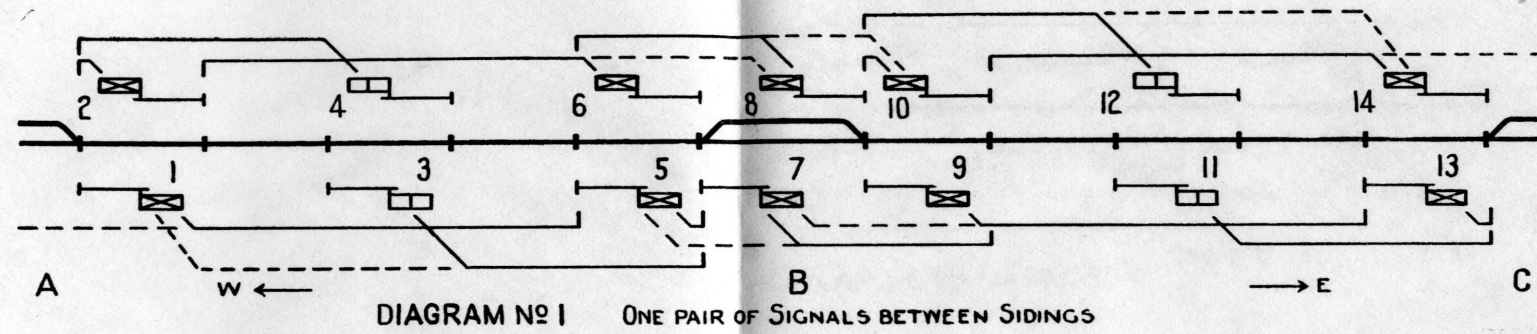 2 4 6 8 10 12 14
1 3 5 7 9 11 13
A W B E C
DIAGRAM Nº 1 ONE PAIR OF SIGNALS BETWEEN SIDINGS